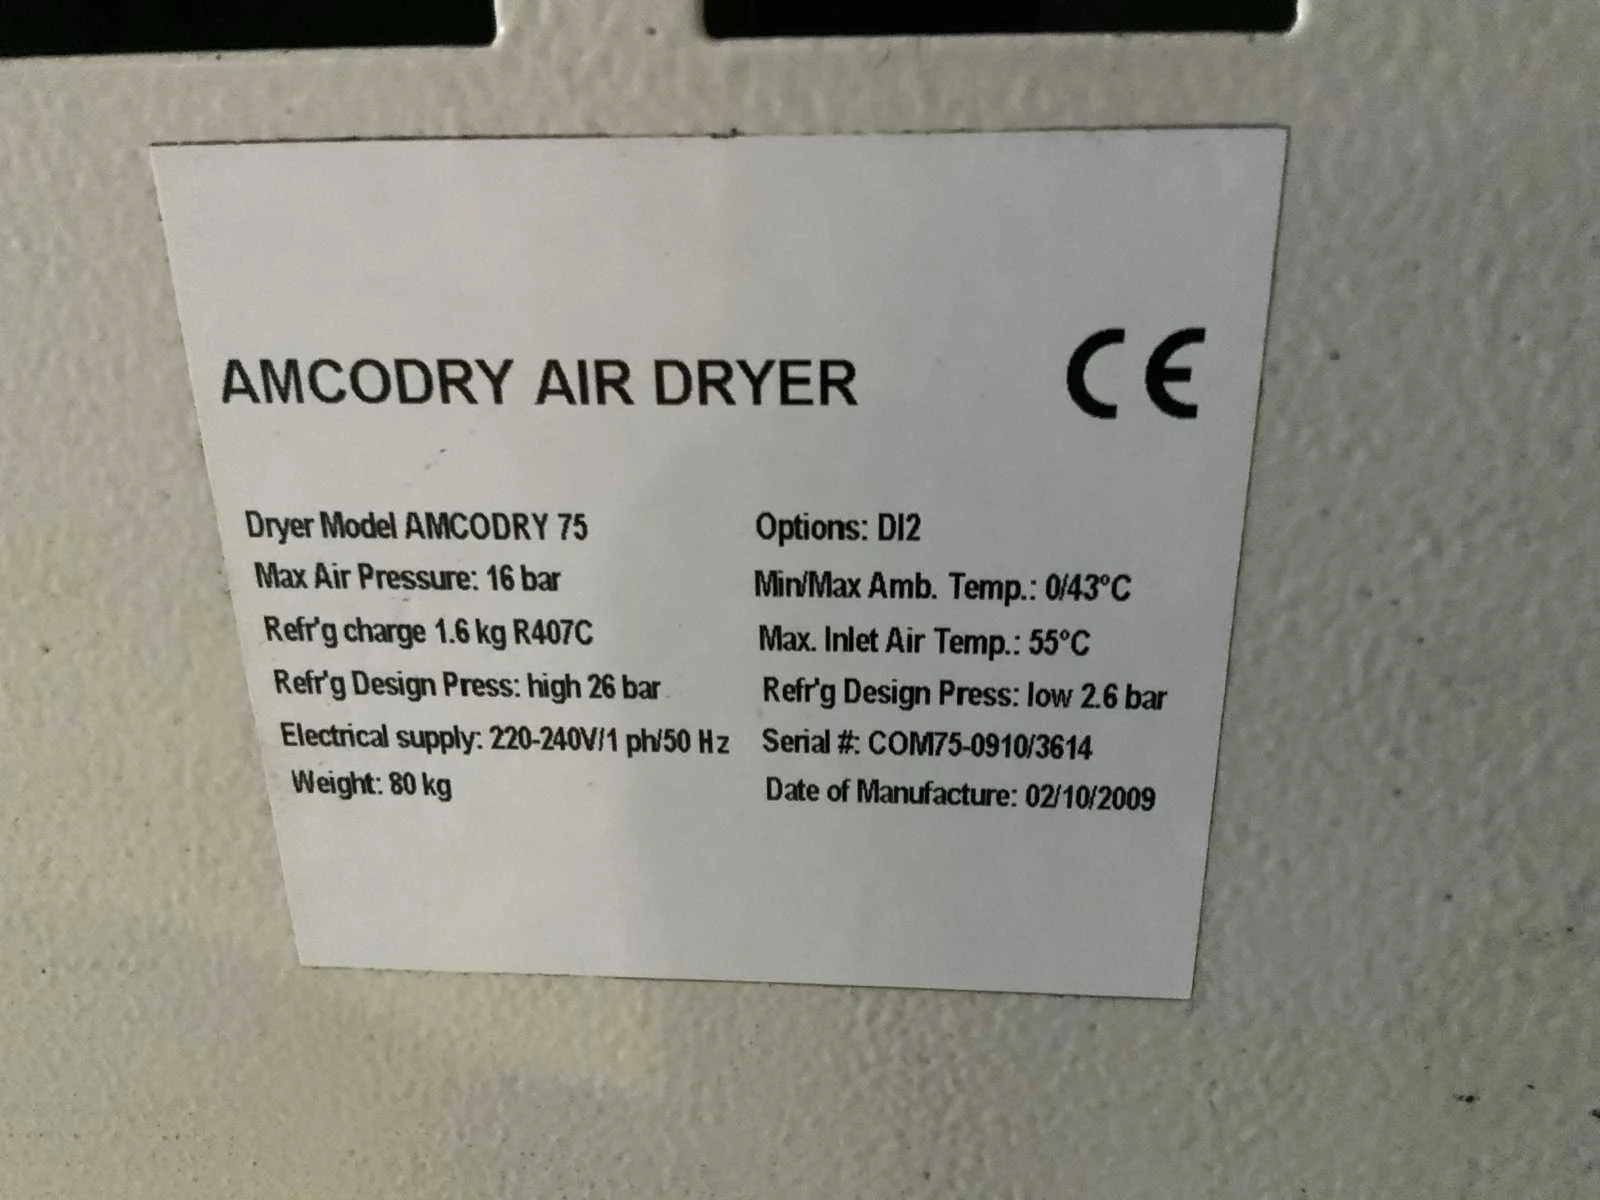 AMCODRY AIR DRYER
CE
Dryer Model AMCODRY 75
Options: DI2
Max Air Pressure: 16 bar
Min/Max Amb. Temp.: 0/43°C
Refr'g charge 1.6 kg R407C
Max. Inlet Air Temp.: 55°C
Refr'g Design Press: high 26 bar
Refr'g Design Press: low 2.6 bar
Electrical supply: 220-240V/1 ph/50 Hz
Serial #: COM75-0910/3614
Weight: 80 kg
Date of Manufacture: 02/10/2009